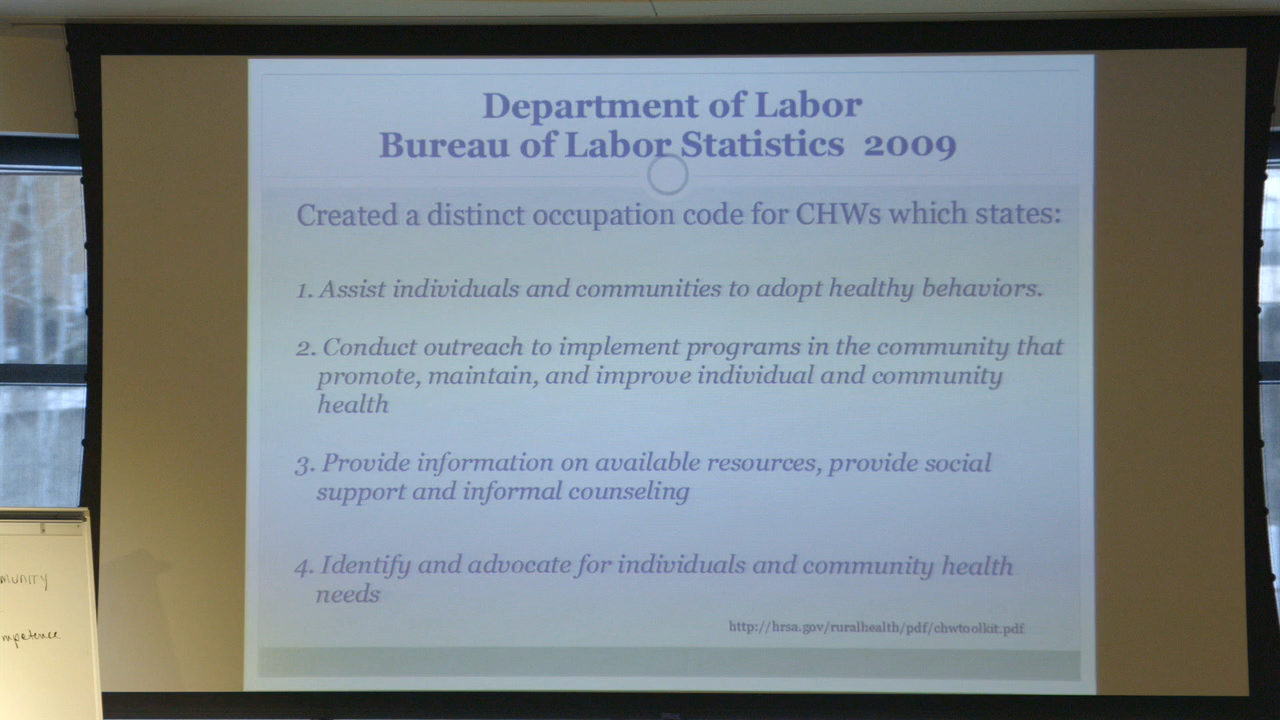 Department of Labor
Bureau of Labor Statistics 2009
Created a distinct occupation code for CHWs which states:
1. Assist individuals and communities to adopt healthy behaviors.
2. Conduct outreach to implement programs in the community that
promote, maintain, and improve individual and community
health
3. Provide information on available resources, provide social
support and informal counseling
4. Identify and advocate for individuals and community health
needs
http://hrsa.gov/ruralhealth/pdf/chwtoolkit.pdf
MUNITY
mpetence